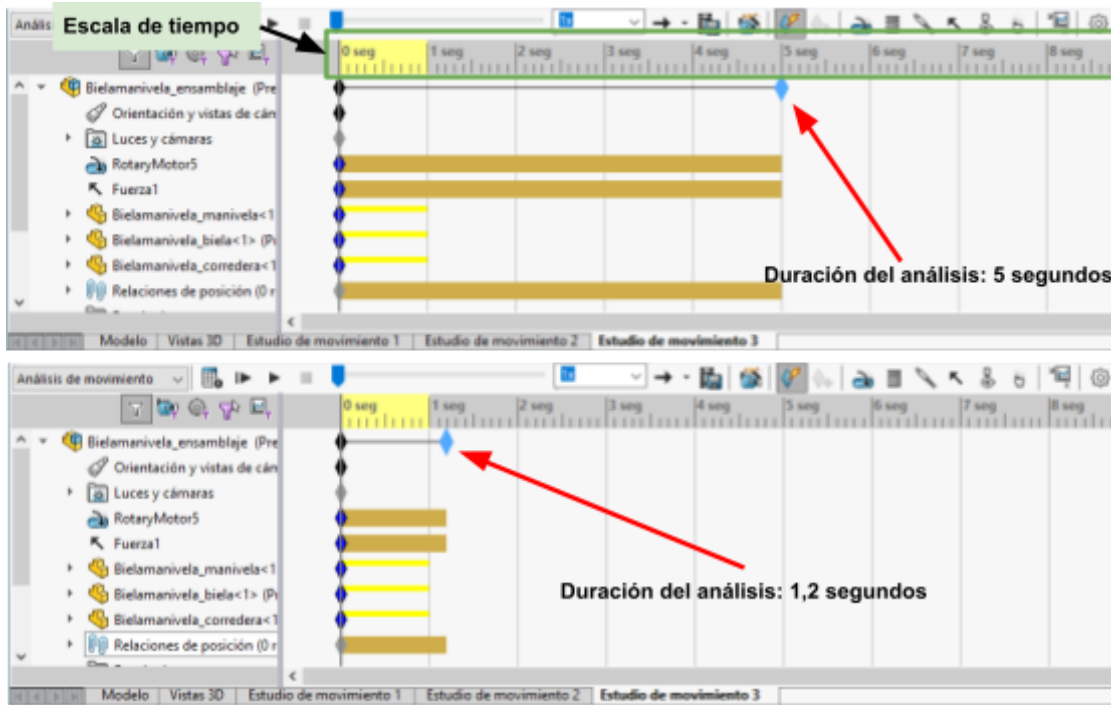 Anális
Escala de tiempo
0 seg 1 seg 2 seg 3 seg 4 seg 5 seg 6 seg 7 seg 8 seg
Bielamanivela_ensamblaje (Pre
Orientación y vistas de cán
Luces y cámaras
RotaryMotor5
Fuerza1
Bielamanivela_manivela<1
Bielamanivela_biela<1> (Pi
Bielamanivela_corredera<1
Relaciones de posición (0 r
Duración del análisis: 5 segundos
Modelo Vistas 3D Estudio de movimiento 1 Estudio de movimiento 2 Estudio de movimiento 3
Análisis de movimiento
0 seg 1 seg 2 seg 3 seg 4 seg 5 seg 6 seg 7 seg 8 seg
Bielamanivela_ensamblaje (Pre
Orientación y vistas de cán
Luces y cámaras
RotaryMotor5
Fuerza1
Bielamanivela_manivela<1
Bielamanivela_biela<1> (Pi
Bielamanivela_corredera<1
Relaciones de posición (0 r
Duración del análisis: 1,2 segundos
Modelo Vistas 3D Estudio de movimiento 1 Estudio de movimiento 2 Estudio de movimiento 3